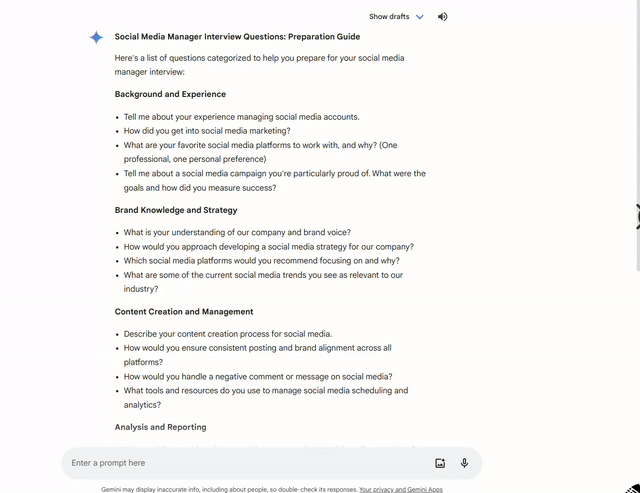 Show drafts
Social Media Manager Interview Questions: Preparation Guide
Here's a list of questions categorized to help you prepare for your social media
manager interview:
Background and Experience
• Tell me about your experience managing social media accounts.
• How did you get into social media marketing?
• What are your favorite social media platforms to work with, and why? (One
professional, one personal preference)
• Tell me about a social media campaign you're particularly proud of. What were the
goals and how did you measure success?
Brand Knowledge and Strategy
• What is your understanding of our company and brand voice?
• How would you approach developing a social media strategy for our company?
• Which social media platforms would you recommend focusing on and why?
• What are some of the current social media trends you see as relevant to our
industry?
Content Creation and Management
• Describe your content creation process for social media.
• How would you ensure consistent posting and brand alignment across all
platforms?
• How would you handle a negative comment or message on social media?
• What tools and resources do you use to manage social media scheduling and
analytics?
Analysis and Reporting
Enter a prompt here
Gemini may display inaccurate info, including about people, so double-check its responses. Your privacy and Gemini Apps